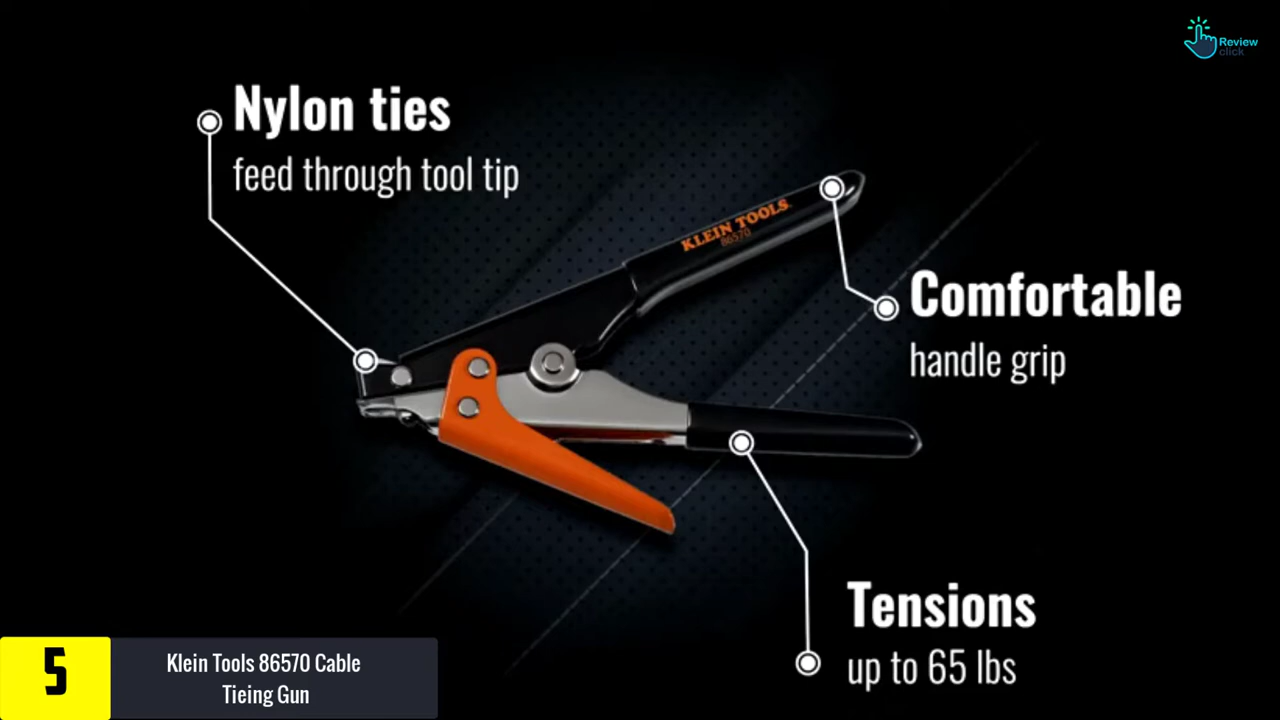 Review
click
Nylon ties
feed through tool tip
KLEIN TOOLS
86570
Comfortable
handle grip
Tensions
up to 65 lbs
5
Klein Tools 86570 Cable
Tieing Gun